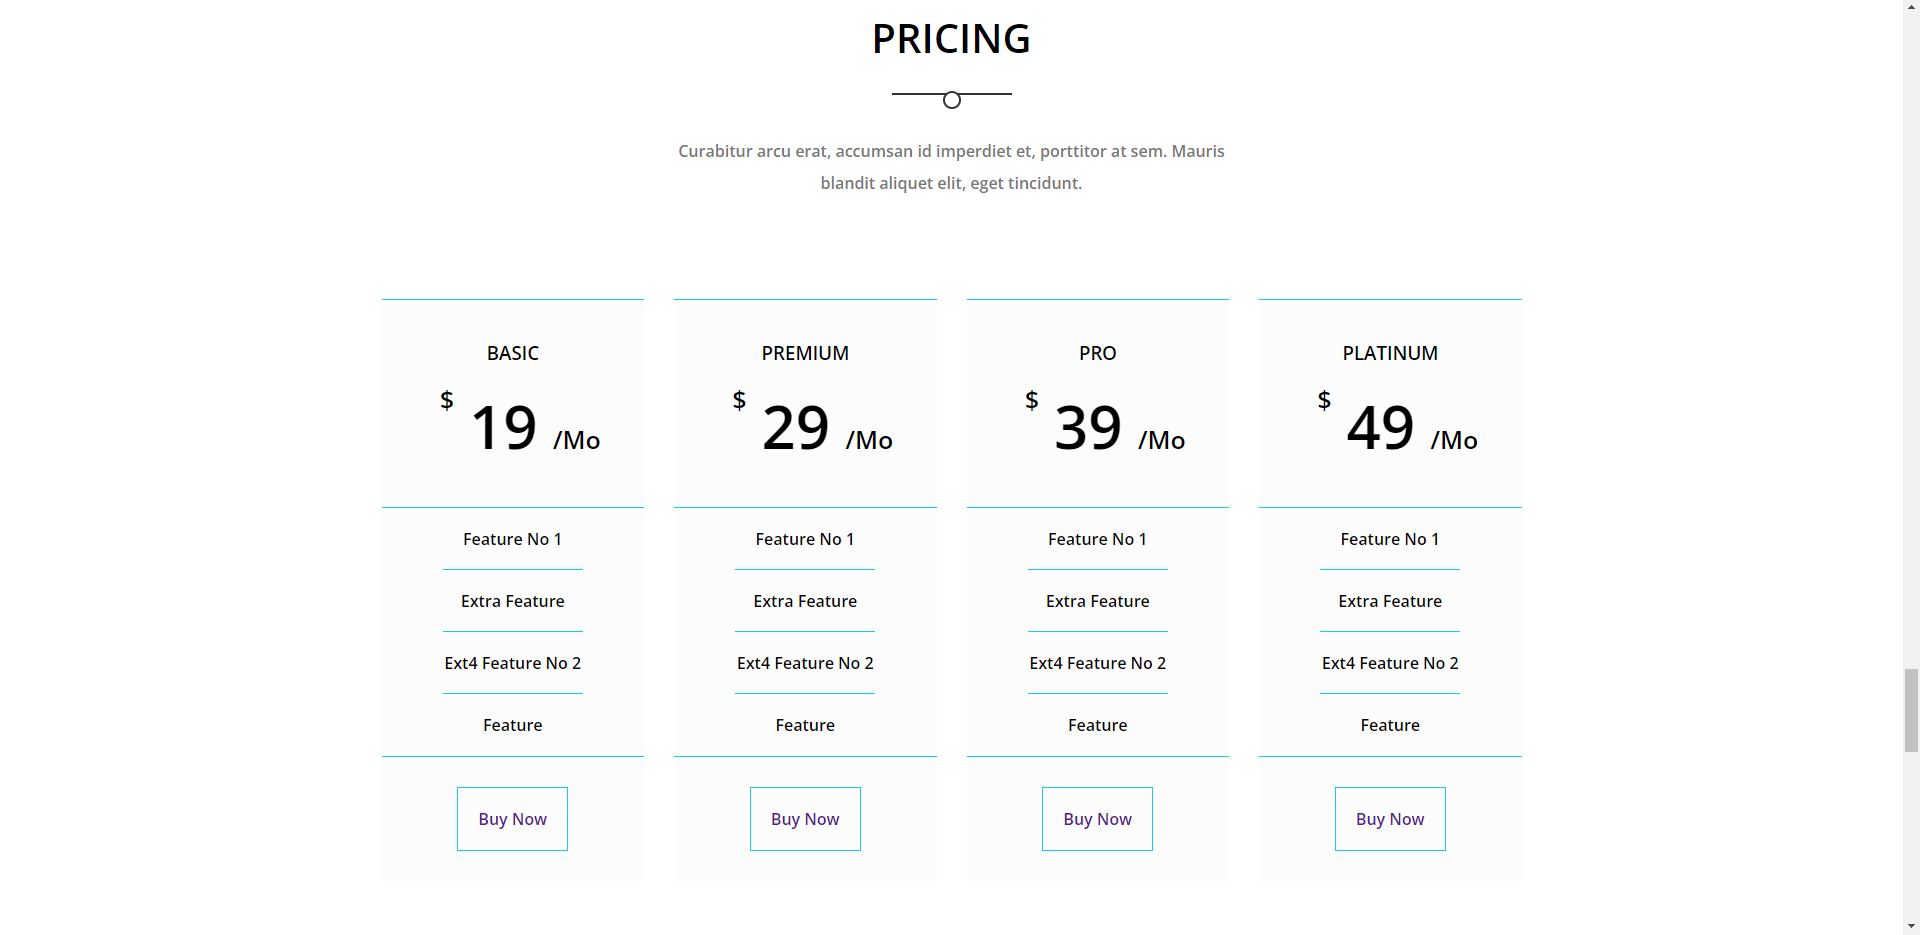 PRICING
Curabitur arcu erat, accumsan id imperdiet et, porttitor at sem. Mauris
blandit aliquet elit, eget tincidunt.
BASIC
$ 19 /Mo
Feature No 1
Extra Feature
Ext4 Feature No 2
Feature
Buy Now
PREMIUM
$ 29 /Mo
Feature No 1
Extra Feature
Ext4 Feature No 2
Feature
Buy Now
PRO
$ 39 /Mo
Feature No 1
Extra Feature
Ext4 Feature No 2
Feature
Buy Now
PLATINUM
$ 49 /Mo
Feature No 1
Extra Feature
Ext4 Feature No 2
Feature
Buy Now